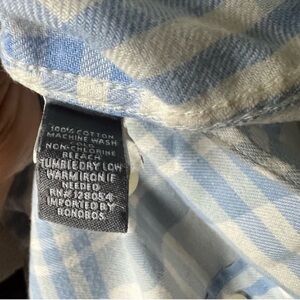 100% COTTON
MACHINE WASH
COLD
NON-CHLORINE
BLEACH
TUMBLE DRY LOW
WARM IRON IF
NEEDED
RN# 128054
IMPORTED BY
BONOBOS